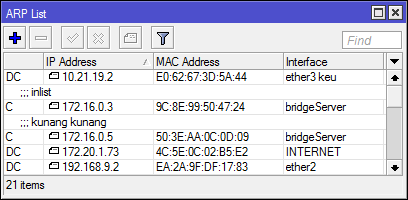 ARP List
Find
IP Address MAC Address Interface
DC 10.21.19.2 E0:62:67:3D:5A:44 ether3 keu
;;; inlist
C 172.16.0.3 9C:8E:99:50:47:24 bridgeServer
;;; kunang kunang
C 172.16.0.5 50:3E:AA:0C:0D:09 bridgeServer
DC 172.20.1.73 4C:5E:0C:02:B5:E2 INTERNET
DC 192.168.9.2 EA:2A:9F:DF:17:83 ether2
21 items